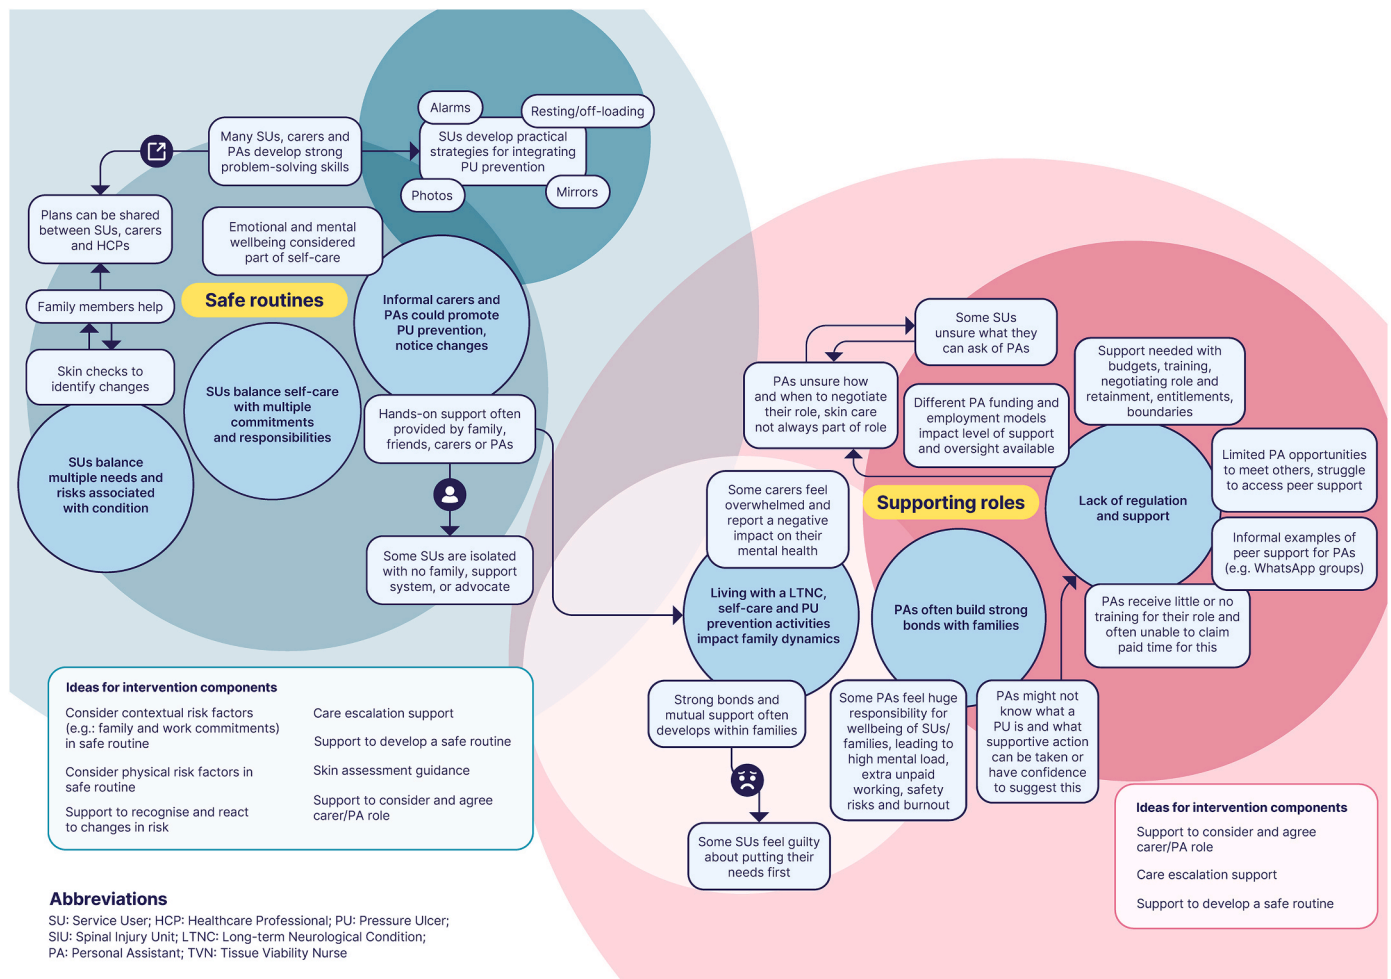 Alarms
Resting/off-loading
SUs develop practical
strategies for integrating
PU prevention
Photos
Mirrors
Many SUs, carers and
PAs develop strong
problem-solving skills
Plans can be shared
between SUs, carers
and HCPs
Family members help
Skin checks to
identify changes
Emotional and mental
wellbeing considered
part of self-care
Safe routines
Informal carers and
PAs could promote
PU prevention,
notice changes
SUs balance self-care
with multiple
commitments
and responsibilities
SUs balance
multiple needs and
risks associated
with condition
Hands-on support often
provided by family,
friends, carers or PAs
Some SUs are isolated
with no family, support
system, or advocate
Some SUs
unsure what they
can ask of PAs
PAs unsure how
and when to negotiate
their role, skin care
not always part of role
Different PA funding and
employment models
impact level of support
and oversight available
Support needed with
budgets, training,
negotiating role and
retainment, entitlements,
boundaries
Limited PA opportunities
to meet others, struggle
to access peer support
Informal examples of
peer support for PAs
(e.g. WhatsApp groups)
Lack of regulation
and support
Supporting roles
Some carers feel
overwhelmed and
report a negative
impact on their
mental health
Living with a LTNC,
self-care and PU
prevention activities
impact family dynamics
PAs often build strong
bonds with families
PAs receive little or no
training for their role and
often unable to claim
paid time for this
Strong bonds and
mutual support often
develops within families
Some PAs feel huge
responsibility for
wellbeing of SUs/
families, leading to
high mental load,
extra unpaid
working, safety
risks and burnout
PAs might not
know what a
PU is and what
supportive action
can be taken or
have confidence
to suggest this
Some SUs feel guilty
about putting their
needs first
Ideas for intervention components
Consider contextual risk factors
(e.g.: family and work commitments)
in safe routine
Consider physical risk factors in
safe routine
Support to recognise and react
to changes in risk
Care escalation support
Support to develop a safe routine
Skin assessment guidance
Support to consider and agree
carer/PA role
Ideas for intervention components
Support to consider and agree
carer/PA role
Care escalation support
Support to develop a safe routine
Abbreviations
SU: Service User; HCP: Healthcare Professional; PU: Pressure Ulcer;
SIU: Spinal Injury Unit; LTNC: Long-term Neurological Condition;
PA: Personal Assistant; TVN: Tissue Viability Nurse